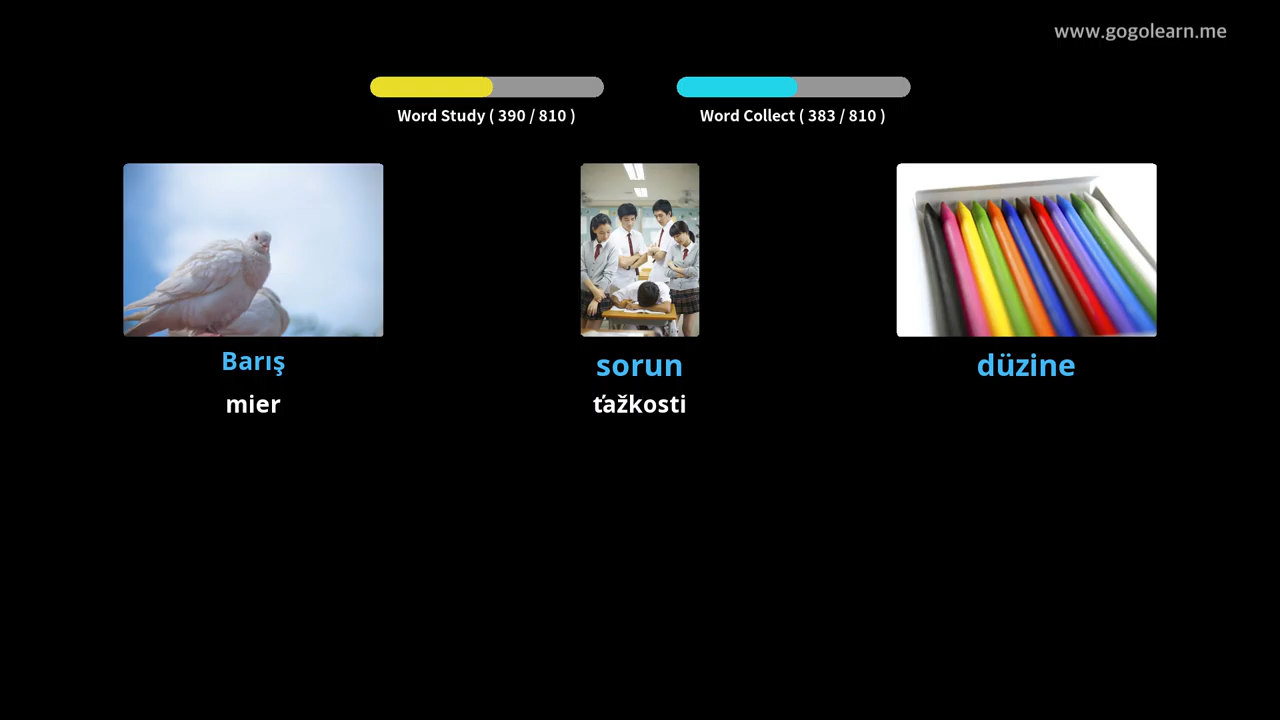 www.gogolearn.me
Word Study ( 390 / 810 )
Word Collect ( 383 / 810 )
Barış
mier
sorun
ťažkosti
düzine